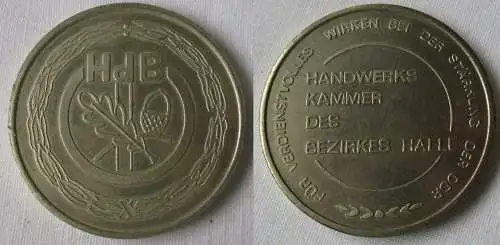 HdB
FÜR VERDIENSTVOLLES WIRKEN BEI DER STÄRKUNG DER DDR
HANDWERKS
KAMMER
DES
BEZIRKES HALLE